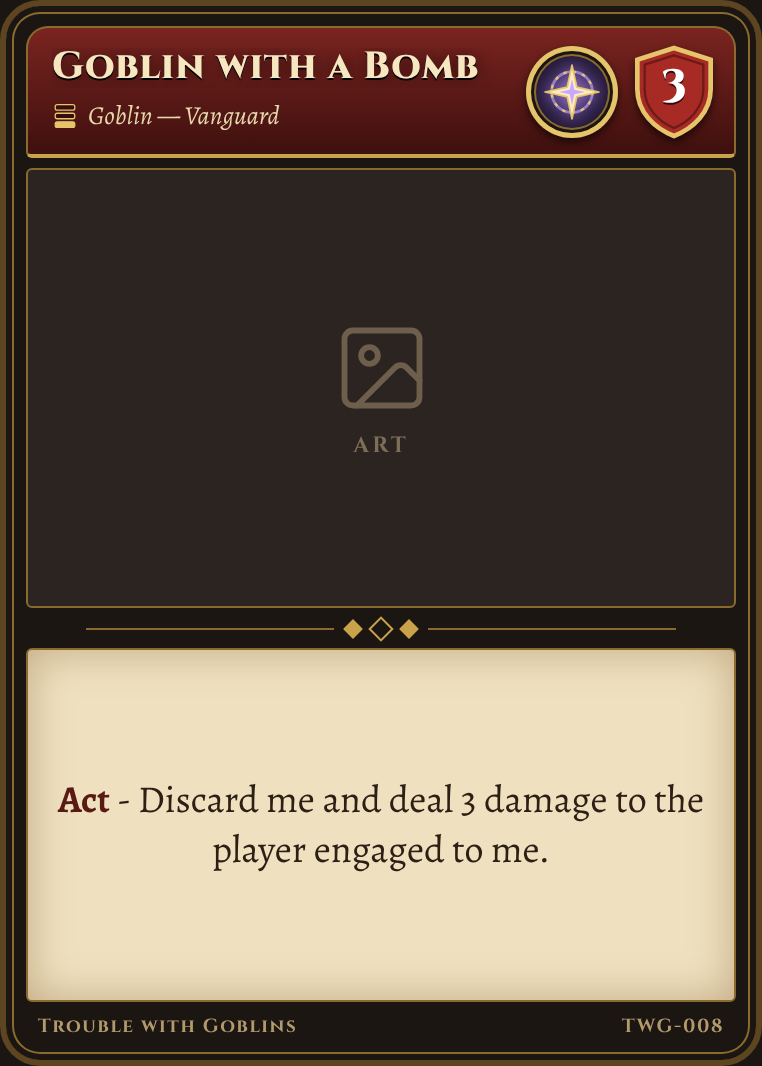 Goblin with a Bomb
3
Goblin — Vanguard
ART
Act - Discard me and deal 3 damage to the
player engaged to me.
Trouble with Goblins
TWG-008